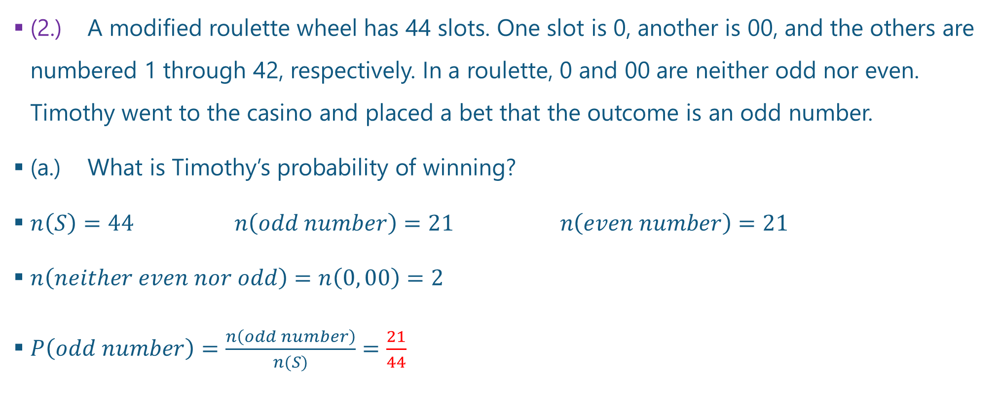 ▪ (2.) A modified roulette wheel has 44 slots. One slot is 0, another is 00, and the others are
numbered 1 through 42, respectively. In a roulette, 0 and 00 are neither odd nor even.
Timothy went to the casino and placed a bet that the outcome is an odd number.
▪ (a.) What is Timothy's probability of winning?
▪ n(S) = 44 n(odd number) = 21 n(even number) = 21
▪ n(neither even nor odd) = n(0, 00) = 2
▪ P(odd number) = n(odd number)/n(S) = 21/44